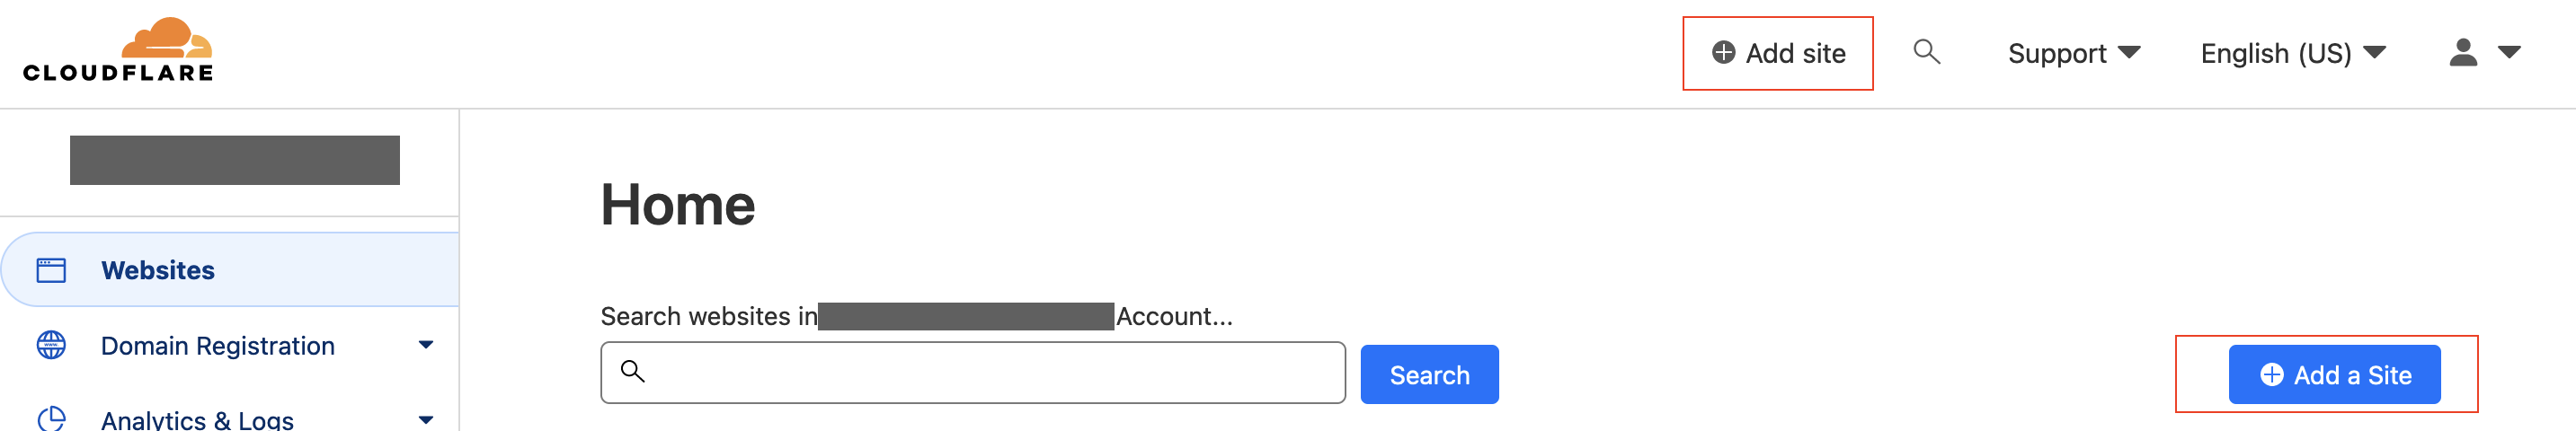 CLOUDFLARE
Add site
Support
English (US)
Home
Websites
Search websites in Account...
Domain Registration
Search
Add a Site
Analytics & Logs